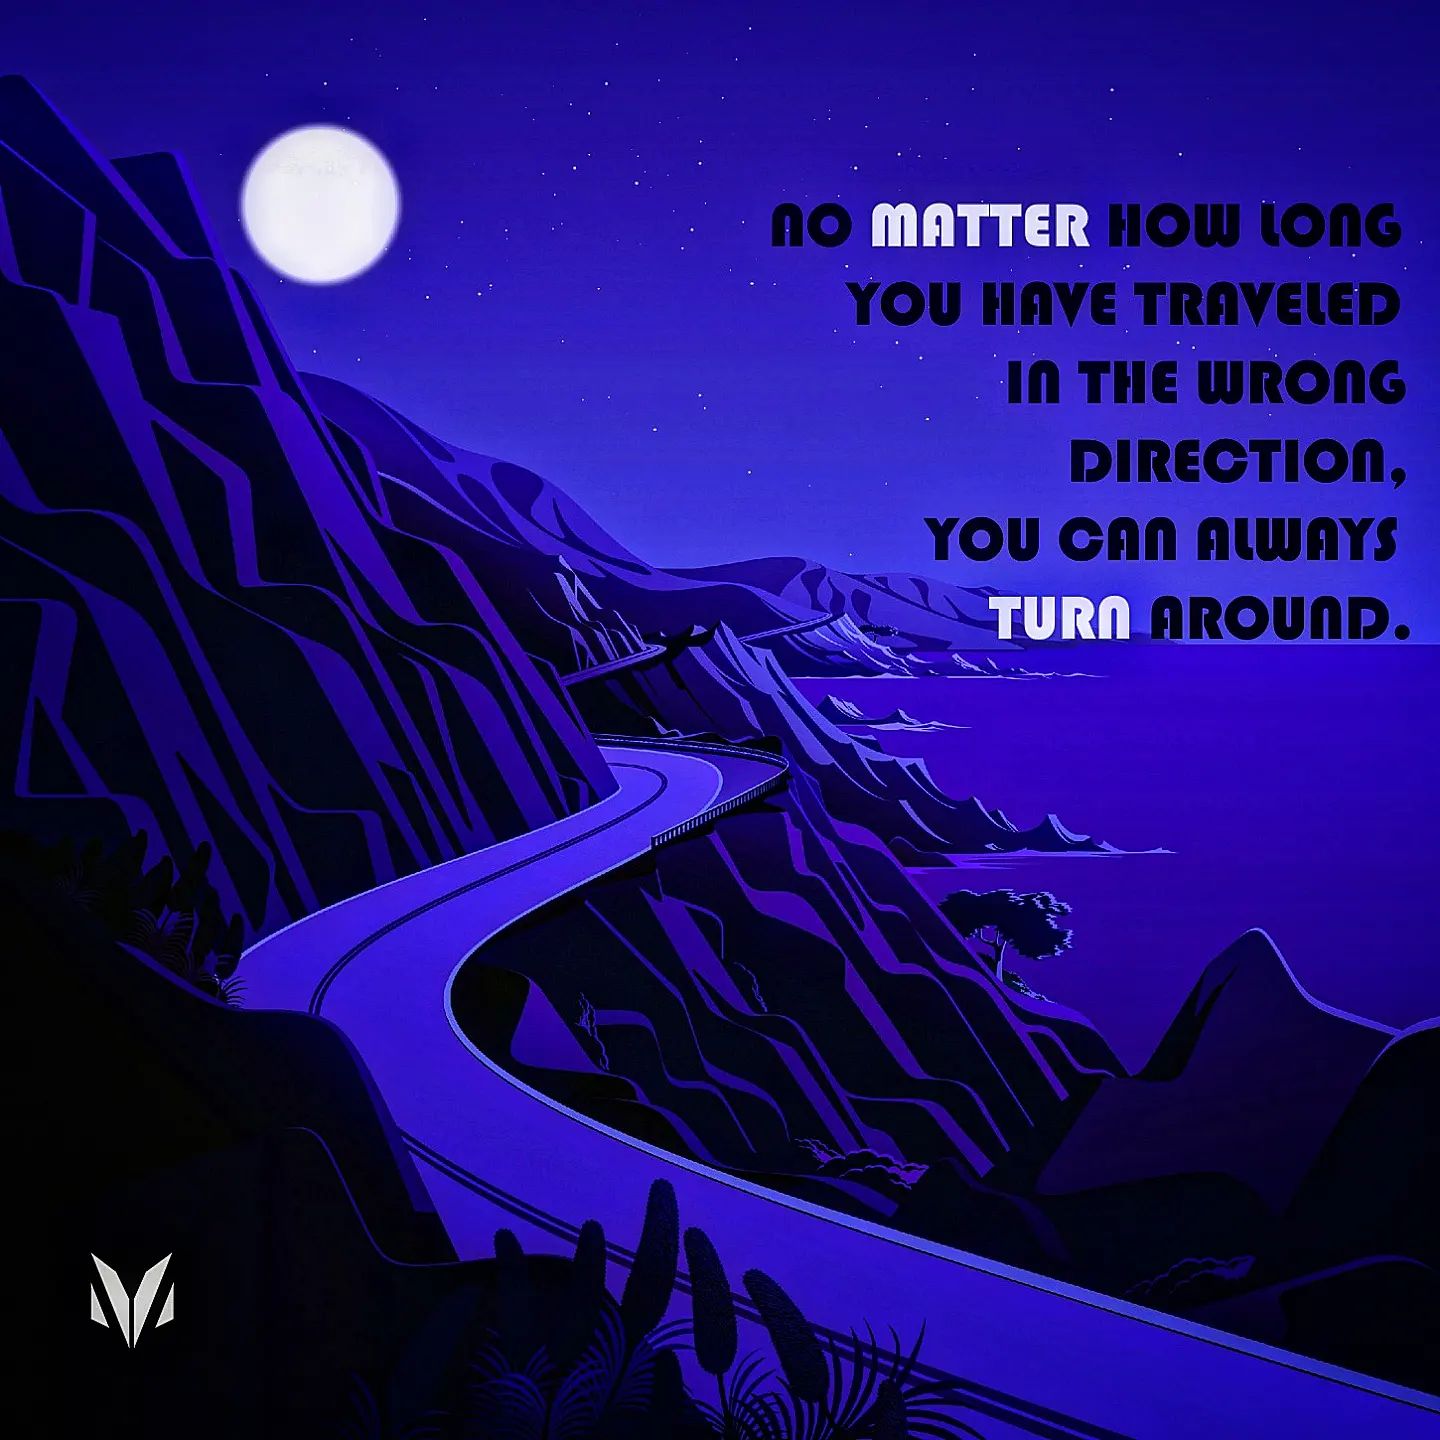 NO MATTER HOW LONG
YOU HAVE TRAVELED
IN THE WRONG
DIRECTION,
YOU CAN ALWAYS
TURN AROUND.